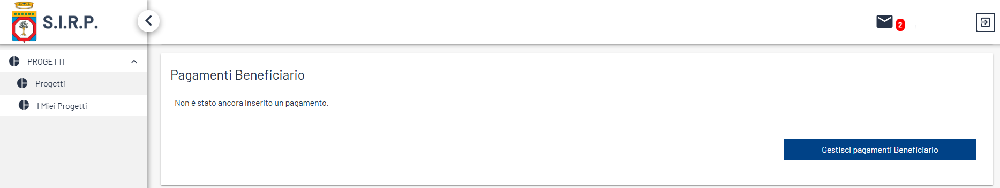 S.I.R.P.
2
PROGETTI
Progetti
I Miei Progetti
Pagamenti Beneficiario
Non è stato ancora inserito un pagamento.
Gestisci pagamenti Beneficiario